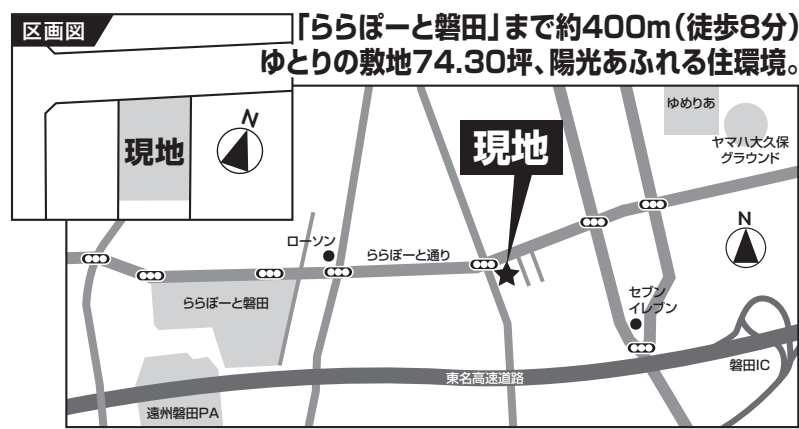 区画図
「ららぽーと磐田」まで約400m（徒歩8分）
ゆとりの敷地74.30坪、陽光あふれる住環境。
現地
N
ゆめりあ
ヤマハ大久保
グラウンド
現地
N
ローソン
ららぽーと通り
ららぽーと磐田
セブン
イレブン
磐田IC
東名高速道路
遠州磐田PA